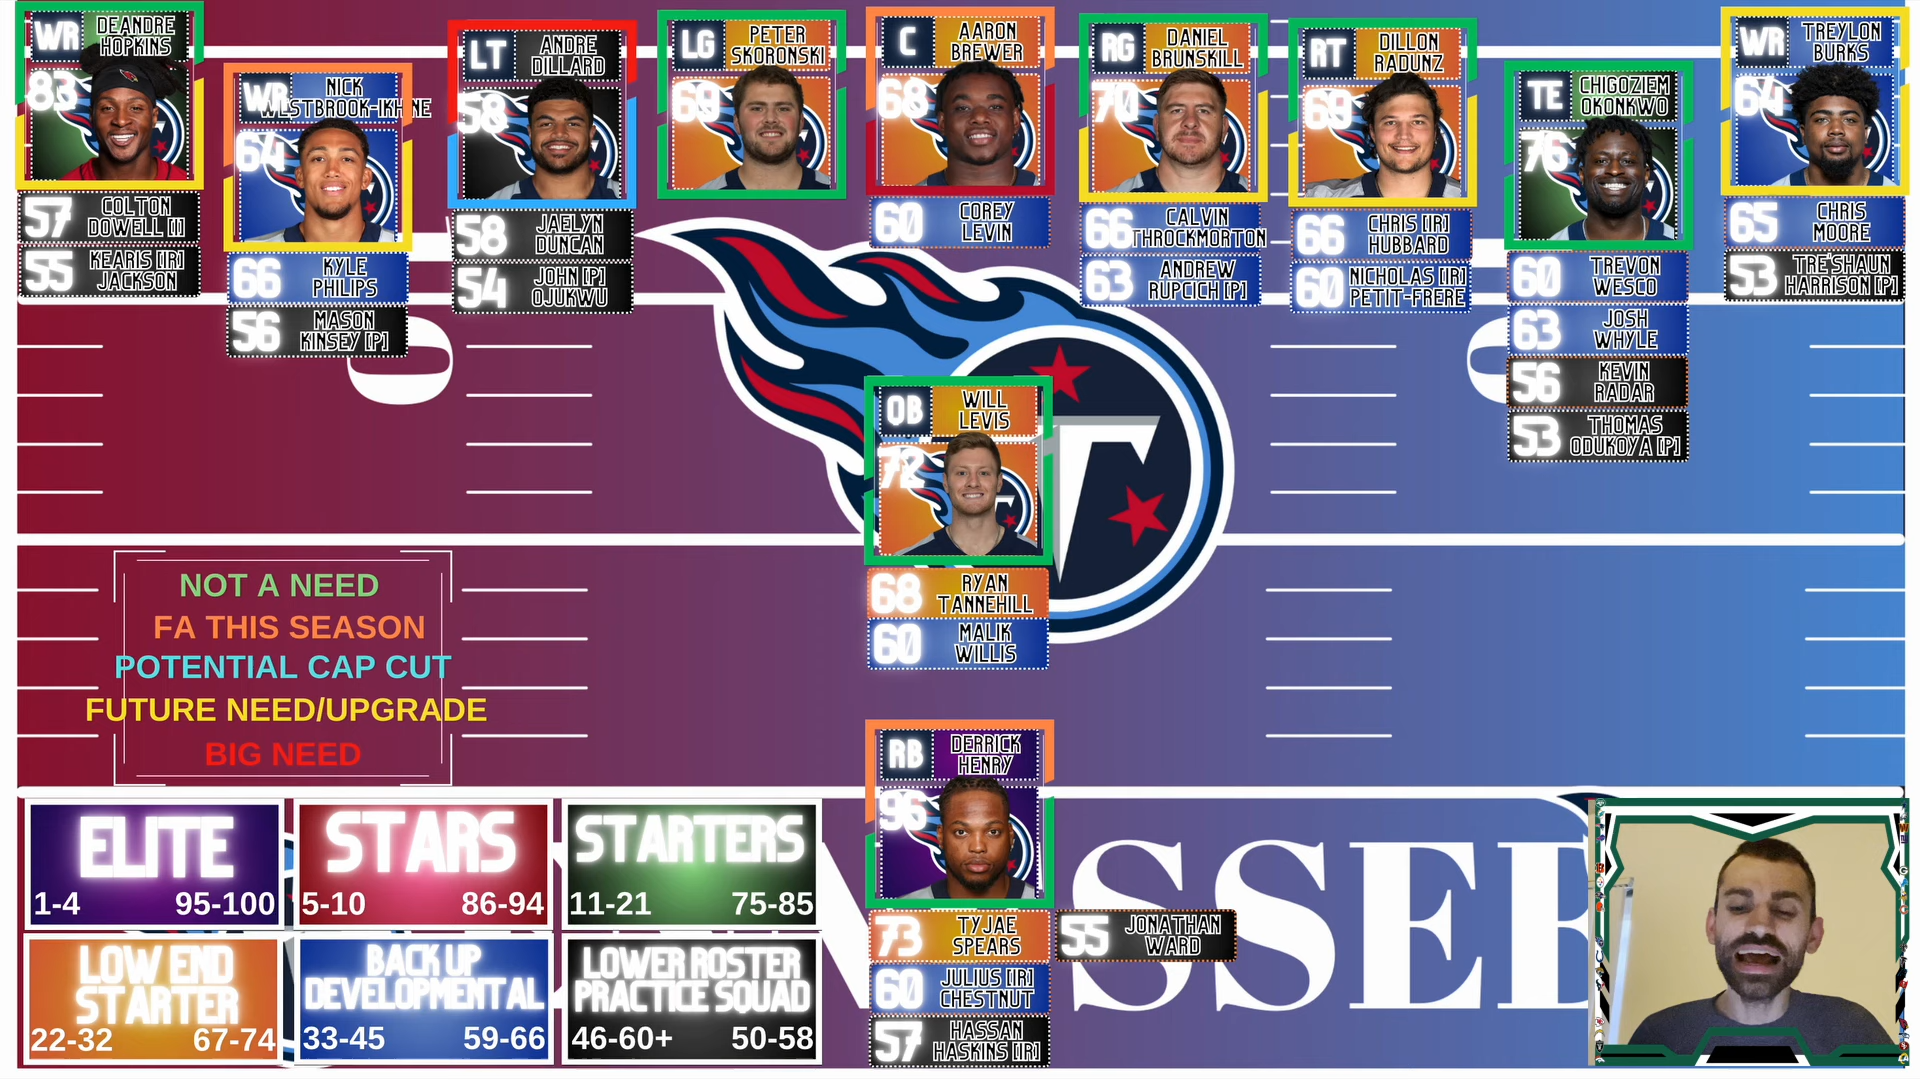 WR
DEANDRE
HOPKINS
83
57
COLTON
DOWELL [I]
55
KEARIS [IR]
JACKSON
WR
NICK
WESTBROOK-IKHINE
64
66
KYLE
PHILIPS
56
MASON
KINSEY [P]
LT
ANDRE
DILLARD
58
58
JAELYN
DUNCAN
54
JOHN [P]
OJUKWU
LG
PETER
SKORONSKI
69
C
AARON
BREWER
68
60
COREY
LEVIN
RG
DANIEL
BRUNSKILL
70
66
CALVIN
THROCKMORTON
63
ANDREW
RUPCICH [P]
RT
DILLON
RADUNZ
69
66
CHRIS [IR]
HUBBARD
60
NICHOLAS [IR]
PETIT-FRERE
TE
CHIGOZIEM
OKONKWO
76
60
TREVON
WESCO
63
JOSH
WHYLE
56
KEVIN
RADAR
53
THOMAS
ODUKOYA [P]
WR
TREYLON
BURKS
64
65
CHRIS
MOORE
53
TRE'SHAUN
HARRISON [P]
QB
WILL
LEVIS
72
68
RYAN
TANNEHILL
60
MALIK
WILLIS
NOT A NEED
FA THIS SEASON
POTENTIAL CAP CUT
FUTURE NEED/UPGRADE
BIG NEED
RB
DERRICK
HENRY
96
73
TYJAE
SPEARS
55
JONATHAN
WARD
60
JULIUS [IR]
CHESTNUT
57
HASSAN
HASKINS [IR]
ELITE
1-4 95-100
STARS
5-10 86-94
STARTERS
11-21 75-85
LOW END
STARTER
22-32 67-74
BACK UP
DEVELOPMENTAL
33-45 59-66
LOWER ROSTER
PRACTICE SQUAD
46-60+ 50-58